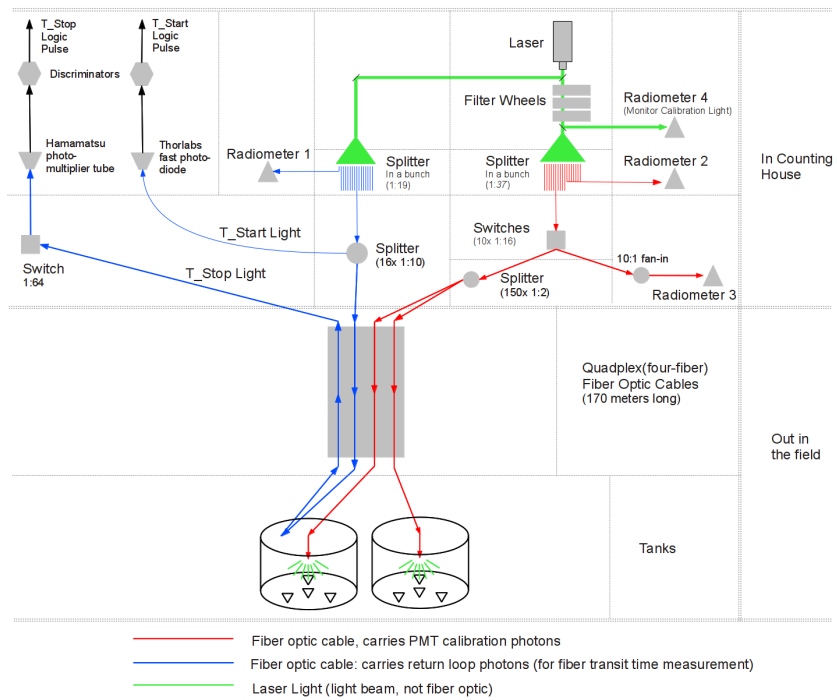 T_Stop
Logic
Pulse
T_Start
Logic
Pulse
Discriminators
Hamamatsu
photo-
multiplier tube
Thorlabs
fast photo-
diode
Laser
Filter Wheels
Radiometer 4
(Monitor Calibration Light)
Radiometer 1
Splitter
In a bunch
(1:19)
Splitter
In a bunch
(1:37)
Radiometer 2
In Counting
House
T_Start Light
Switch
1:64
T_Stop Light
Splitter
(16x 1:10)
Switches
(10x 1:16)
Splitter
(150x 1:2)
10:1 fan-in
Radiometer 3
Quadplex(four-fiber)
Fiber Optic Cables
(170 meters long)
Out in
the field
Tanks
Fiber optic cable, carries PMT calibration photons
Fiber optic cable: carries return loop photons (for fiber transit time measurement)
Laser Light (light beam, not fiber optic)